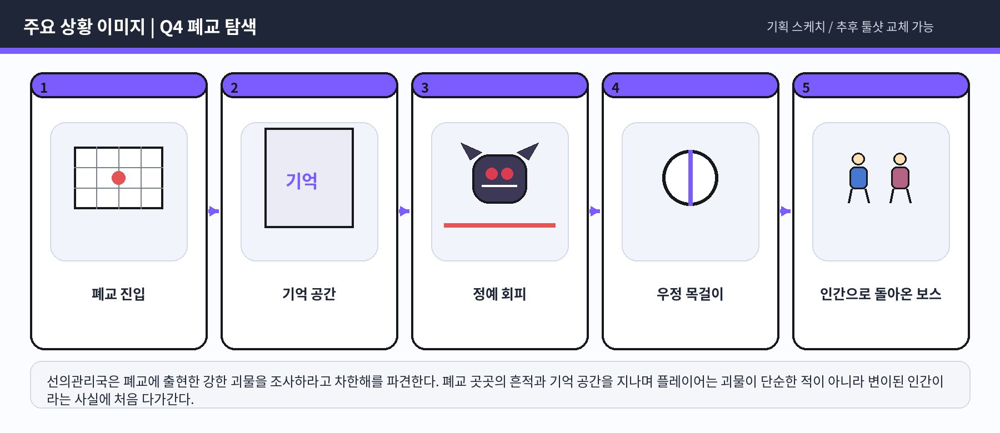 주요 상황 이미지 | Q4 폐교 탐색
기획 스케치 / 추후 툴샷 교체 가능
1
2
3
4
5
기억
폐교 진입
기억 공간
정예 회피
우정 목걸이
인간으로 돌아온 보스
선의관리국은 폐교에 출현한 강한 괴물을 조사하라고 차한해를 파견한다. 폐교 곳곳의 흔적과 기억 공간을 지나며 플레이어는 괴물이 단순한 적이 아니라 변이된 인간이
라는 사실에 처음 다가간다.